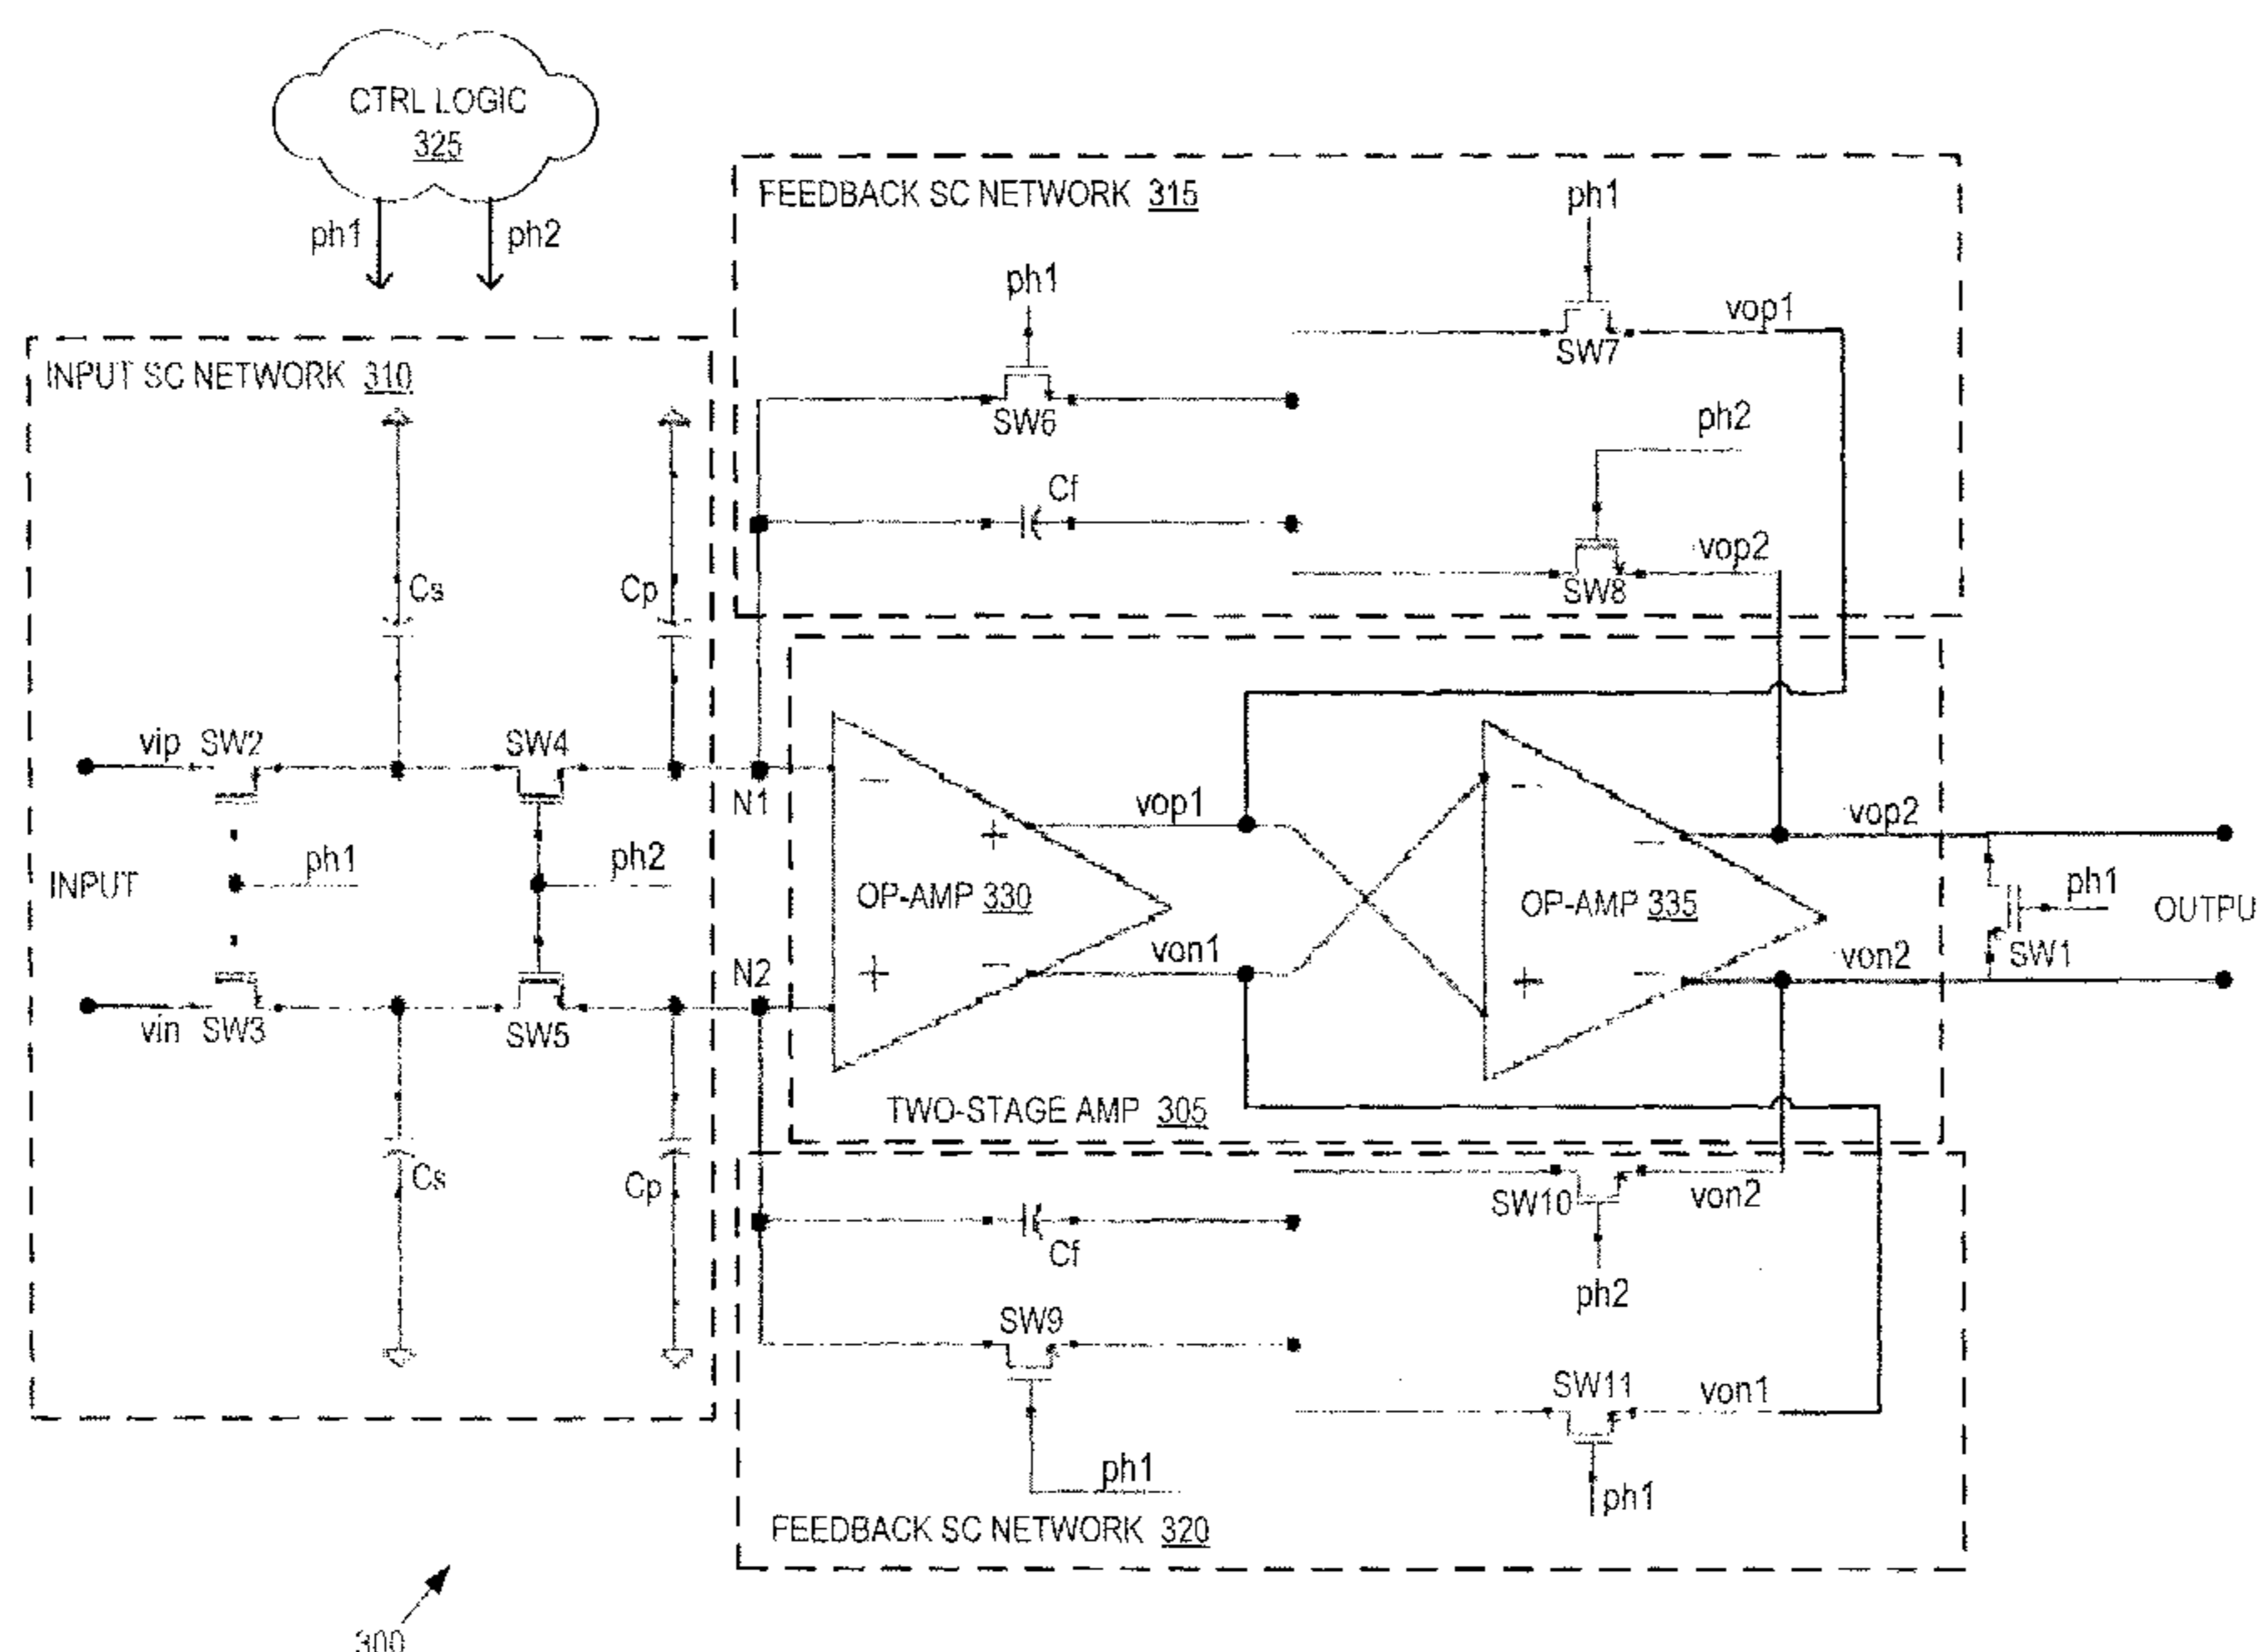 CTRL LOGIC
325
ph1
ph2
FEEDBACK SC NETWORK 315
ph1
ph1
SW7
vop1
SW6
ph2
Cf
vop2
SW8
INPUT SC NETWORK 310
Cs
Cp
vip SW2
SW4
N1
vop1
vop2
ph1
ph2
INPUT
OP-AMP 330
OP-AMP 335
ph1
OUTPU
SW1
N2
von1
von2
vin SW3
SW5
TWO-STAGE AMP 305
Cs
Cp
SW10
von2
Cf
ph2
SW9
SW11
von1
ph1
ph1
FEEDBACK SC NETWORK 320
300